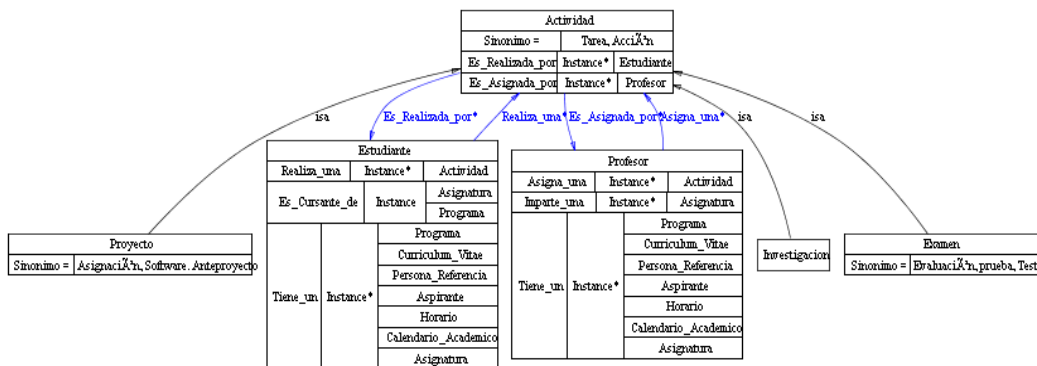 Actividad
Sinonimo = Tarea, AcciÃ³n
Es_Realizada_por Instance* Estudiante
Es_Asignada_por Instance* Profesor
isa Es_Realizada_por* Realiza_una* Es_Asignada_por* Asigna_una* isa isa
Estudiante
Realiza_una Instance* Actividad
Es_Cursante_de Instance Asignatura
Programa
Tiene_un Instance* Programa
Curriculum_Vitae
Persona_Referencia
Aspirante
Horario
Calendario_Academico
Asignatura
Profesor
Asigna_una Instance* Actividad
Imparte_una Instance* Asignatura
Tiene_un Instance* Programa
Curriculum_Vitae
Persona_Referencia
Aspirante
Horario
Calendario_Academico
Asignatura
Proyecto
Sinonimo = AsignaciÃ³n, Software. Anteproyecto
Investigacion
Examen
Sinonimo = EvaluaciÃ³n, prueba, Test